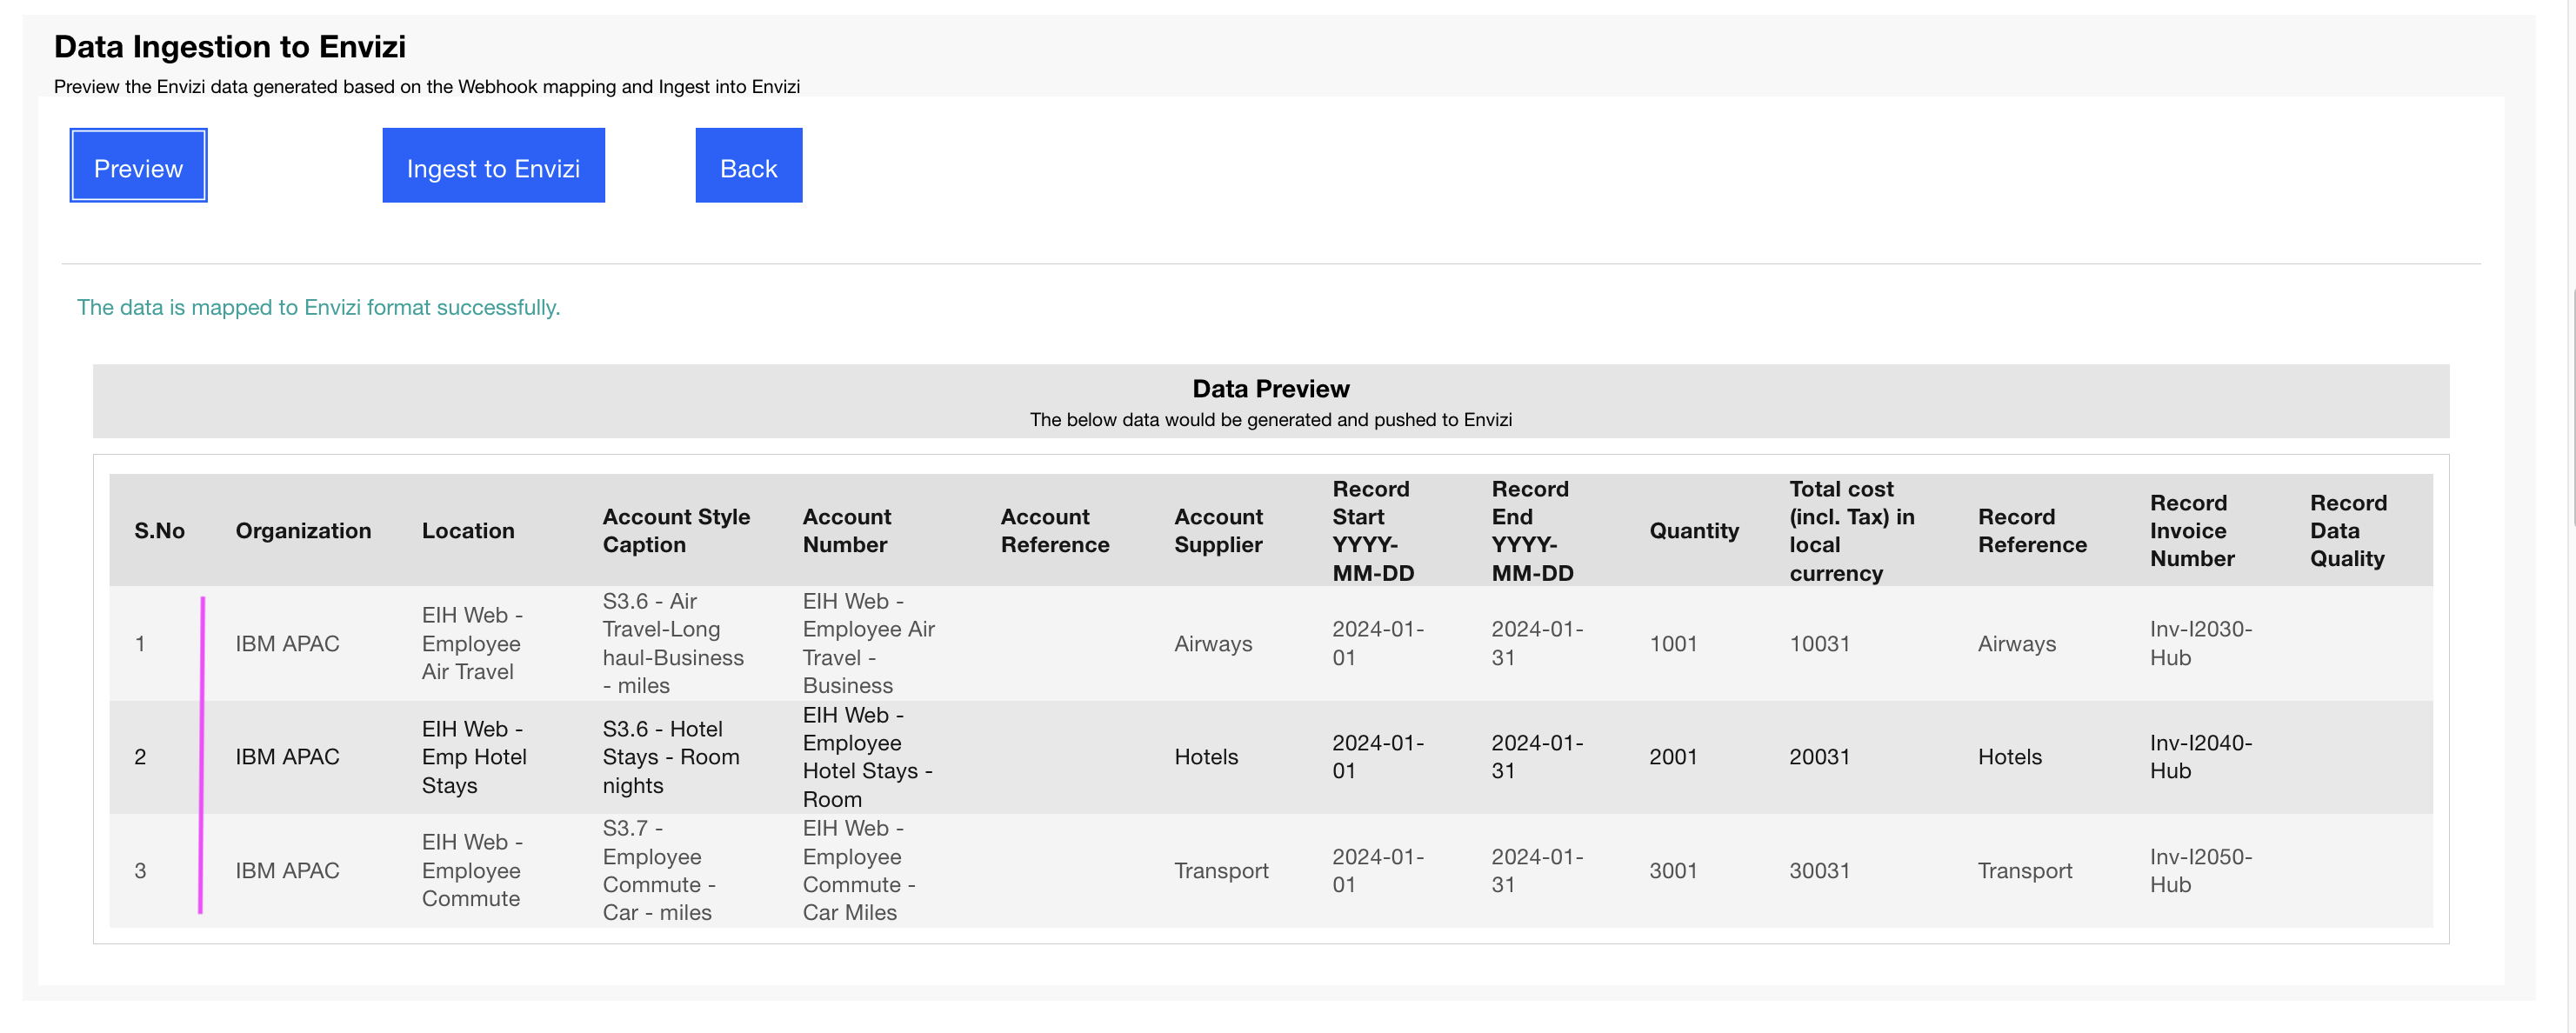 Data Ingestion to Envizi
Preview the Envizi data generated based on the Webhook mapping and Ingest into Envizi
Preview
Ingest to Envizi
Back
The data is mapped to Envizi format successfully.
Data Preview
The below data would be generated and pushed to Envizi
S.No
Organization
Location
Account Style
Caption
Account
Number
Account
Reference
Account
Supplier
Record
Start
YYYY-
MM-DD
Record
End
YYYY-
MM-DD
Quantity
Total cost
(incl. Tax) in
local
currency
Record
Reference
Record
Invoice
Number
Record
Data
Quality
1
IBM APAC
EIH Web -
Employee
Air Travel
S3.6 - Air
Travel-Long
haul-Business
- miles
EIH Web -
Employee Air
Travel -
Business
Airways
2024-01-
01
2024-01-
31
1001
10031
Airways
Inv-I2030-
Hub
2
IBM APAC
EIH Web -
Emp Hotel
Stays
S3.6 - Hotel
Stays - Room
nights
EIH Web -
Employee
Hotel Stays -
Room
Hotels
2024-01-
01
2024-01-
31
2001
20031
Hotels
Inv-I2040-
Hub
3
IBM APAC
EIH Web -
Employee
Commute
S3.7 -
Employee
Commute -
Car - miles
EIH Web -
Employee
Commute -
Car Miles
Transport
2024-01-
01
2024-01-
31
3001
30031
Transport
Inv-I2050-
Hub